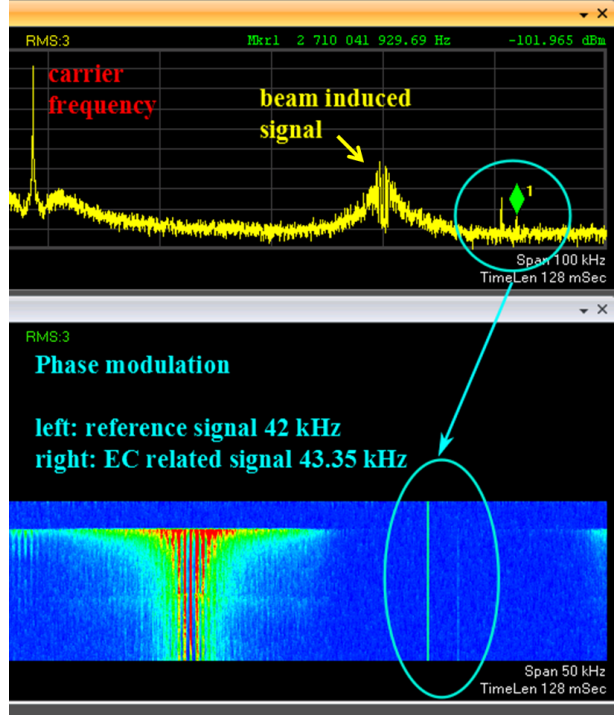 RMS:3 Mkr1 2 710 041 929.69 Hz -101.965 dBm
carrier
frequency
beam induced
signal
1
Span 100 kHz
TimeLen 128 mSec
RMS:3
Phase modulation
left: reference signal 42 kHz
right: EC related signal 43.35 kHz
Span 50 kHz
TimeLen 128 mSec